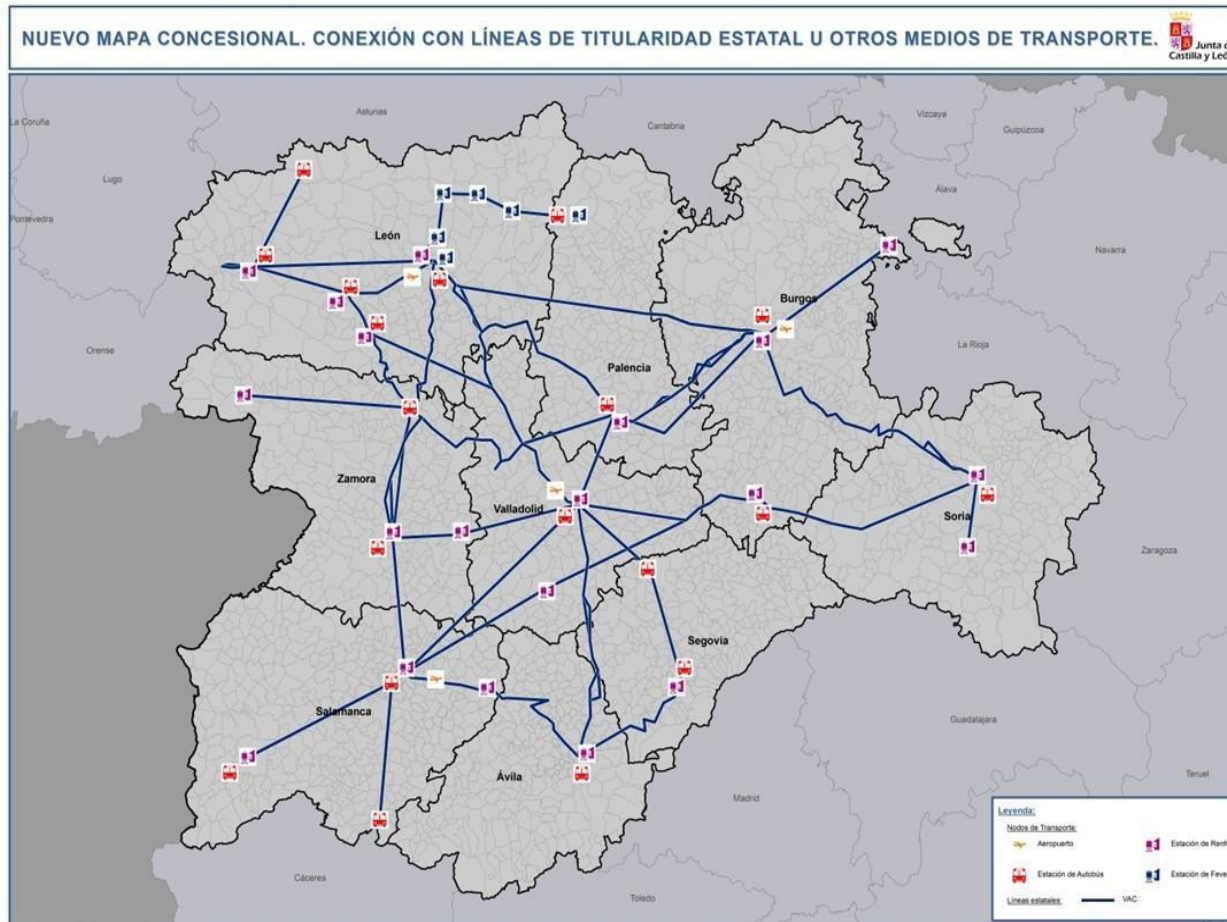 NUEVO MAPA CONCESIONAL. CONEXIÓN CON LÍNEAS DE TITULARIDAD ESTATAL U OTROS MEDIOS DE TRANSPORTE.
Junta d
Castilla y Leó
La Coruña
Asturias
Cantabria
Vizcaya
Guipúzcoa
Lugo
Álava
Pontevedra
León
Navarra
Burgos
Orense
La Rioja
Palencia
Zamora
Valladolid
Soria
Zaragoza
Segovia
Salamanca
Guadalajara
Ávila
Teruel
Madrid
Cáceres
Toledo
Leyenda:
Nodos de Transporte:
Aeropuerto
Estación de Renf
Estación de Autobús
Estación de Feve
Líneas estatales:
VAC